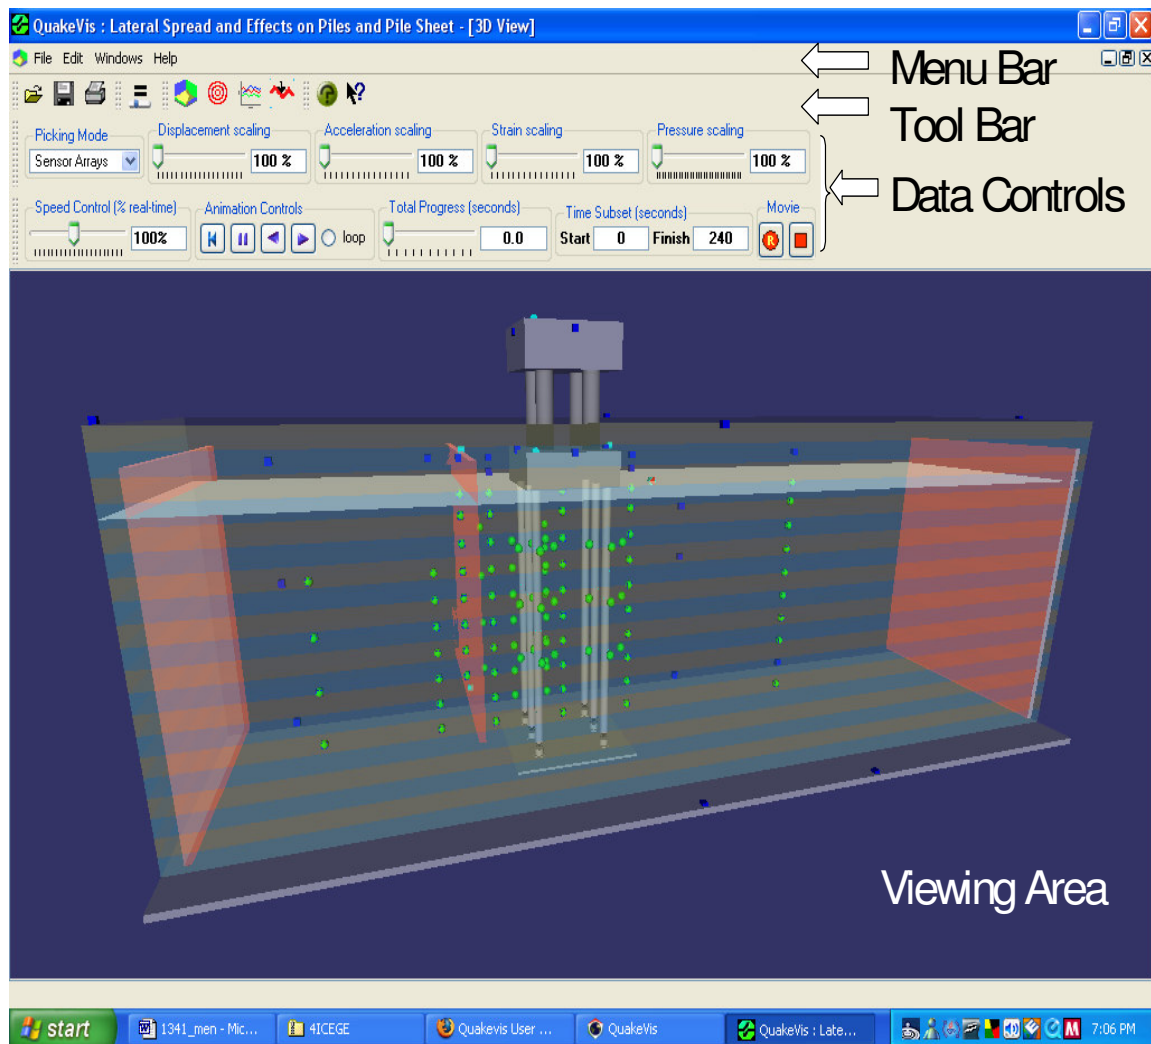 QuakeVis : Lateral Spread and Effects on Piles and Pile Sheet - [3D View]
File Edit Windows Help
Menu Bar
Tool Bar
Picking Mode Displacement scaling Acceleration scaling Strain scaling Pressure scaling
Sensor Arrays 100 % 100 % 100 % 100 %
Data Controls
Speed Control (% real-time) Animation Controls Total Progress (seconds) Time Subset (seconds) Movie
100% loop 0.0 Start 0 Finish 240 R
Viewing Area
start 1341_men - Mic... 4ICEGE Quakevis User ... QuakeVis QuakeVis : Late... 7:06 PM